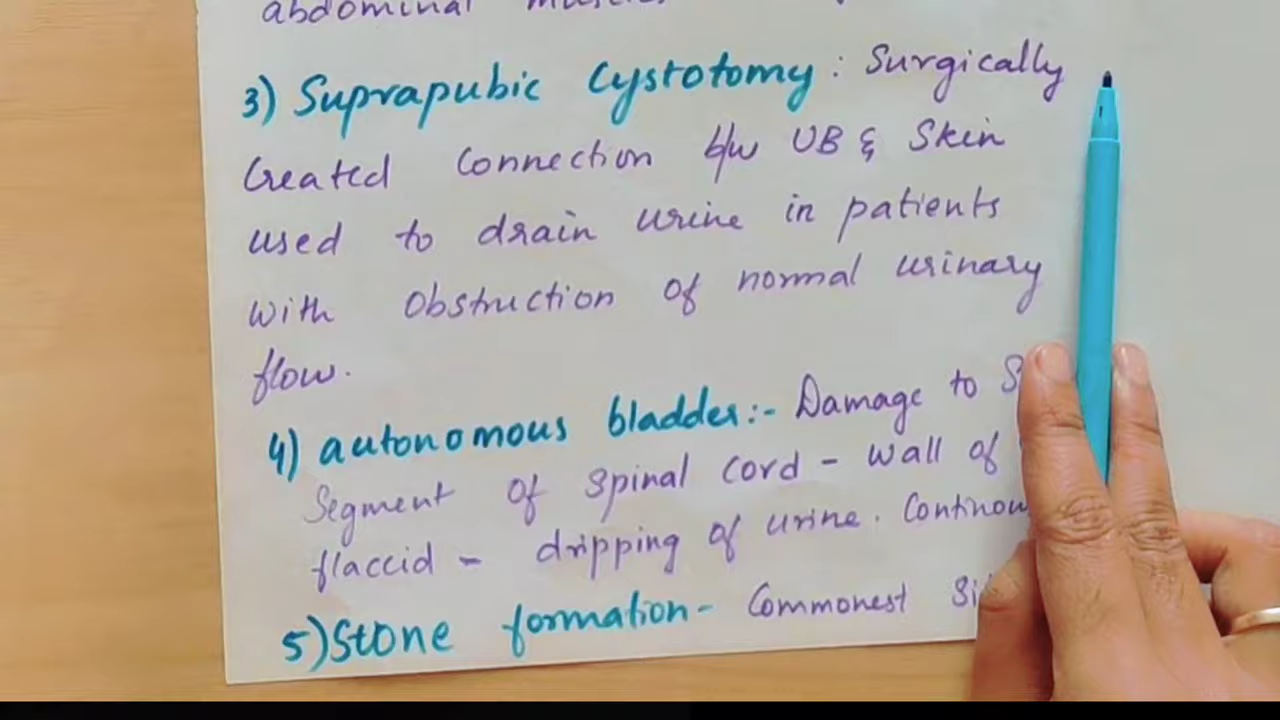 abdominal
3) Suprapubic Cystotomy : Surgically
Created Connection b/w UB & Skin
used to drain urine in patients
with Obstruction of normal urinary
flow.
4) autonomous bladder:- Damage to S
Segment of spinal cord - wall of
flaccid - dripping of urine. Continou
5) Stone formation- Commonest Si